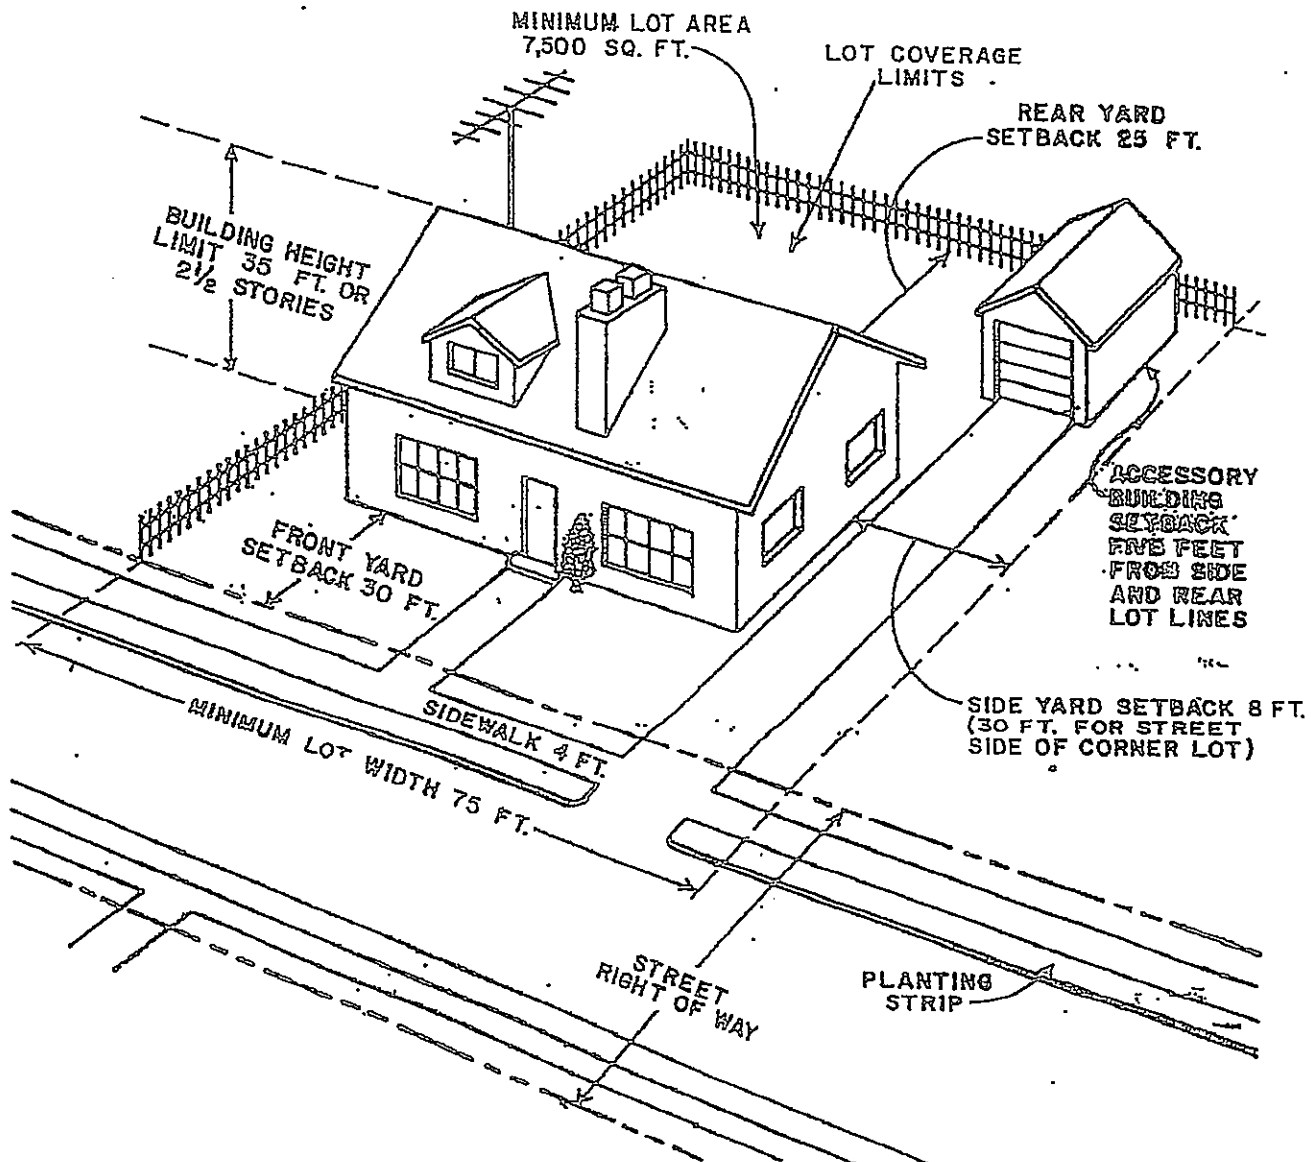 MINIMUM LOT AREA
7,500 SQ. FT.
LOT COVERAGE
LIMITS
REAR YARD
SETBACK 25 FT.
BUILDING HEIGHT
LIMIT 35 FT. OR
2 1/2 STORIES
FRONT YARD
SETBACK 30 FT.
ACCESSORY
BUILDING
SETBACK
FIVE FEET
FROM SIDE
AND REAR
LOT LINES
SIDE YARD SETBACK 8 FT.
(30 FT. FOR STREET
SIDE OF CORNER LOT)
SIDEWALK 4 FT.
MINIMUM LOT WIDTH 75 FT.
STREET
RIGHT OF WAY
PLANTING
STRIP